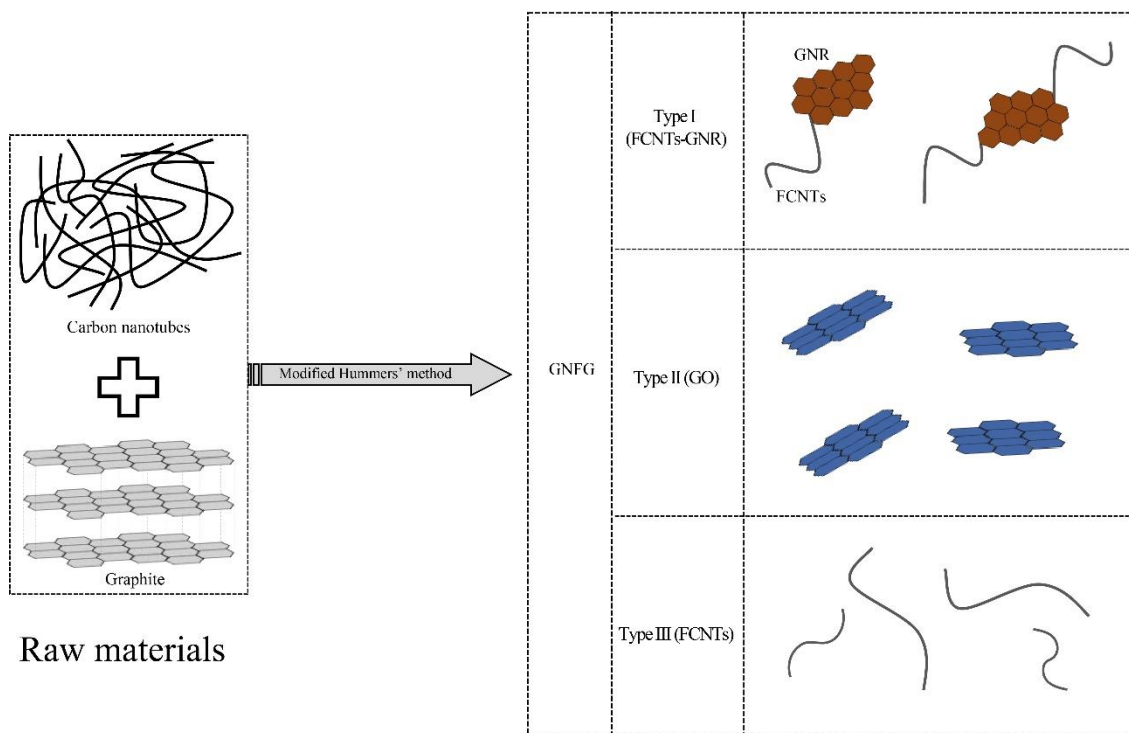 Carbon nanotubes
Graphite
Raw materials
Modified Hummers' method
GNFG
Type I
(FCNTs-GNR)
GNR
FCNTs
Type II (GO)
Type III (FCNTs)